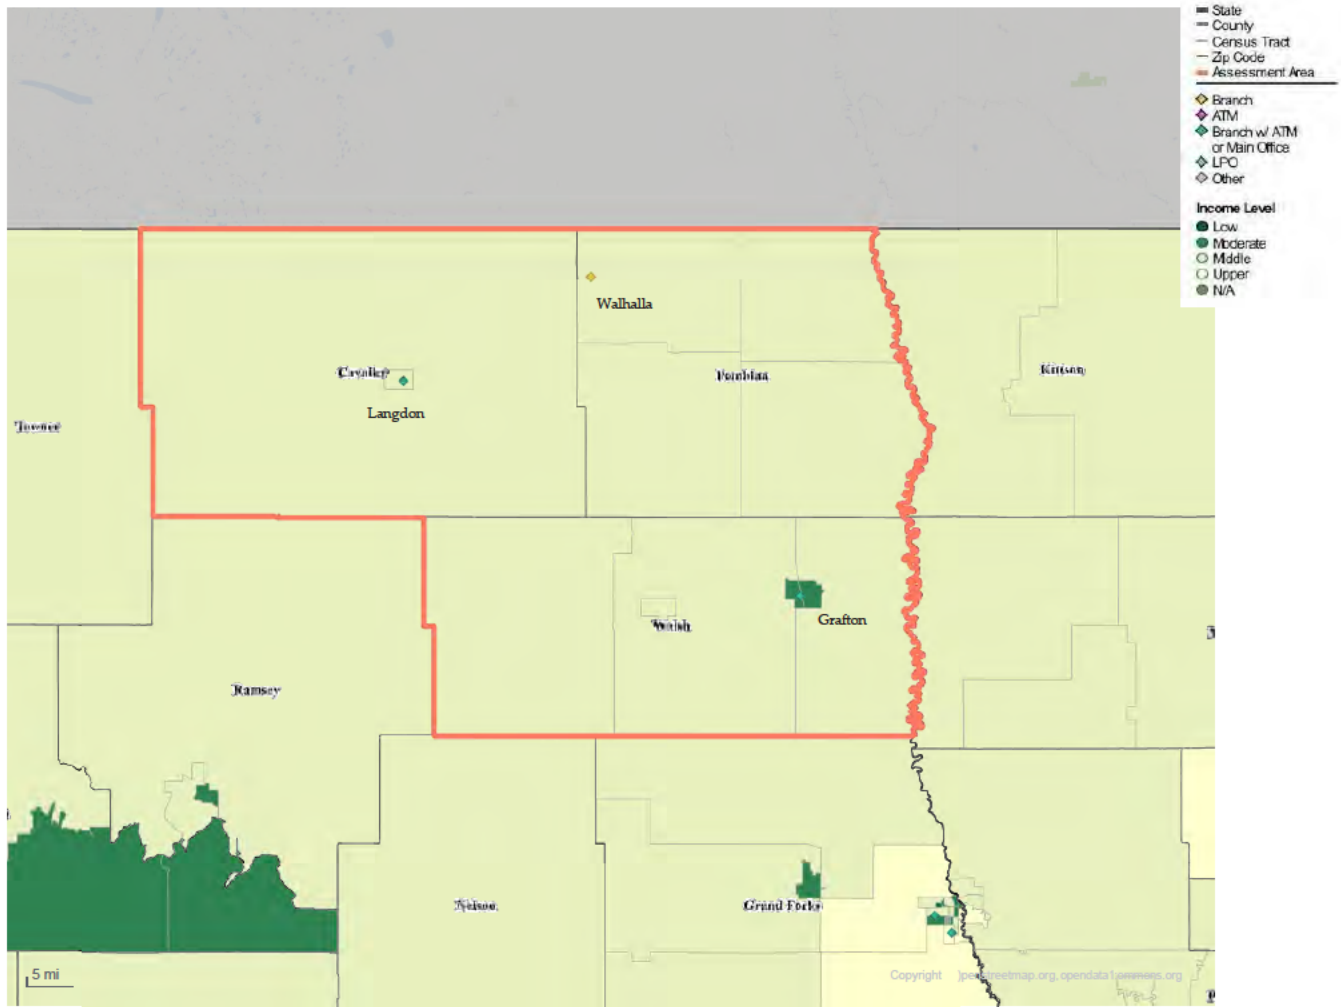 State
County
Census Tract
Zip Code
Assessment Area
Branch
ATM
Branch w/ ATM
or Main Office
LPO
Other
Income Level
Low
Moderate
Middle
Upper
N/A
Walhalla
Cavalier
Pembina
Kittson
Langdon
Towner
Grafton
Walsh
Ramsey
Nelson
Grand Forks
5 mi
Copyright